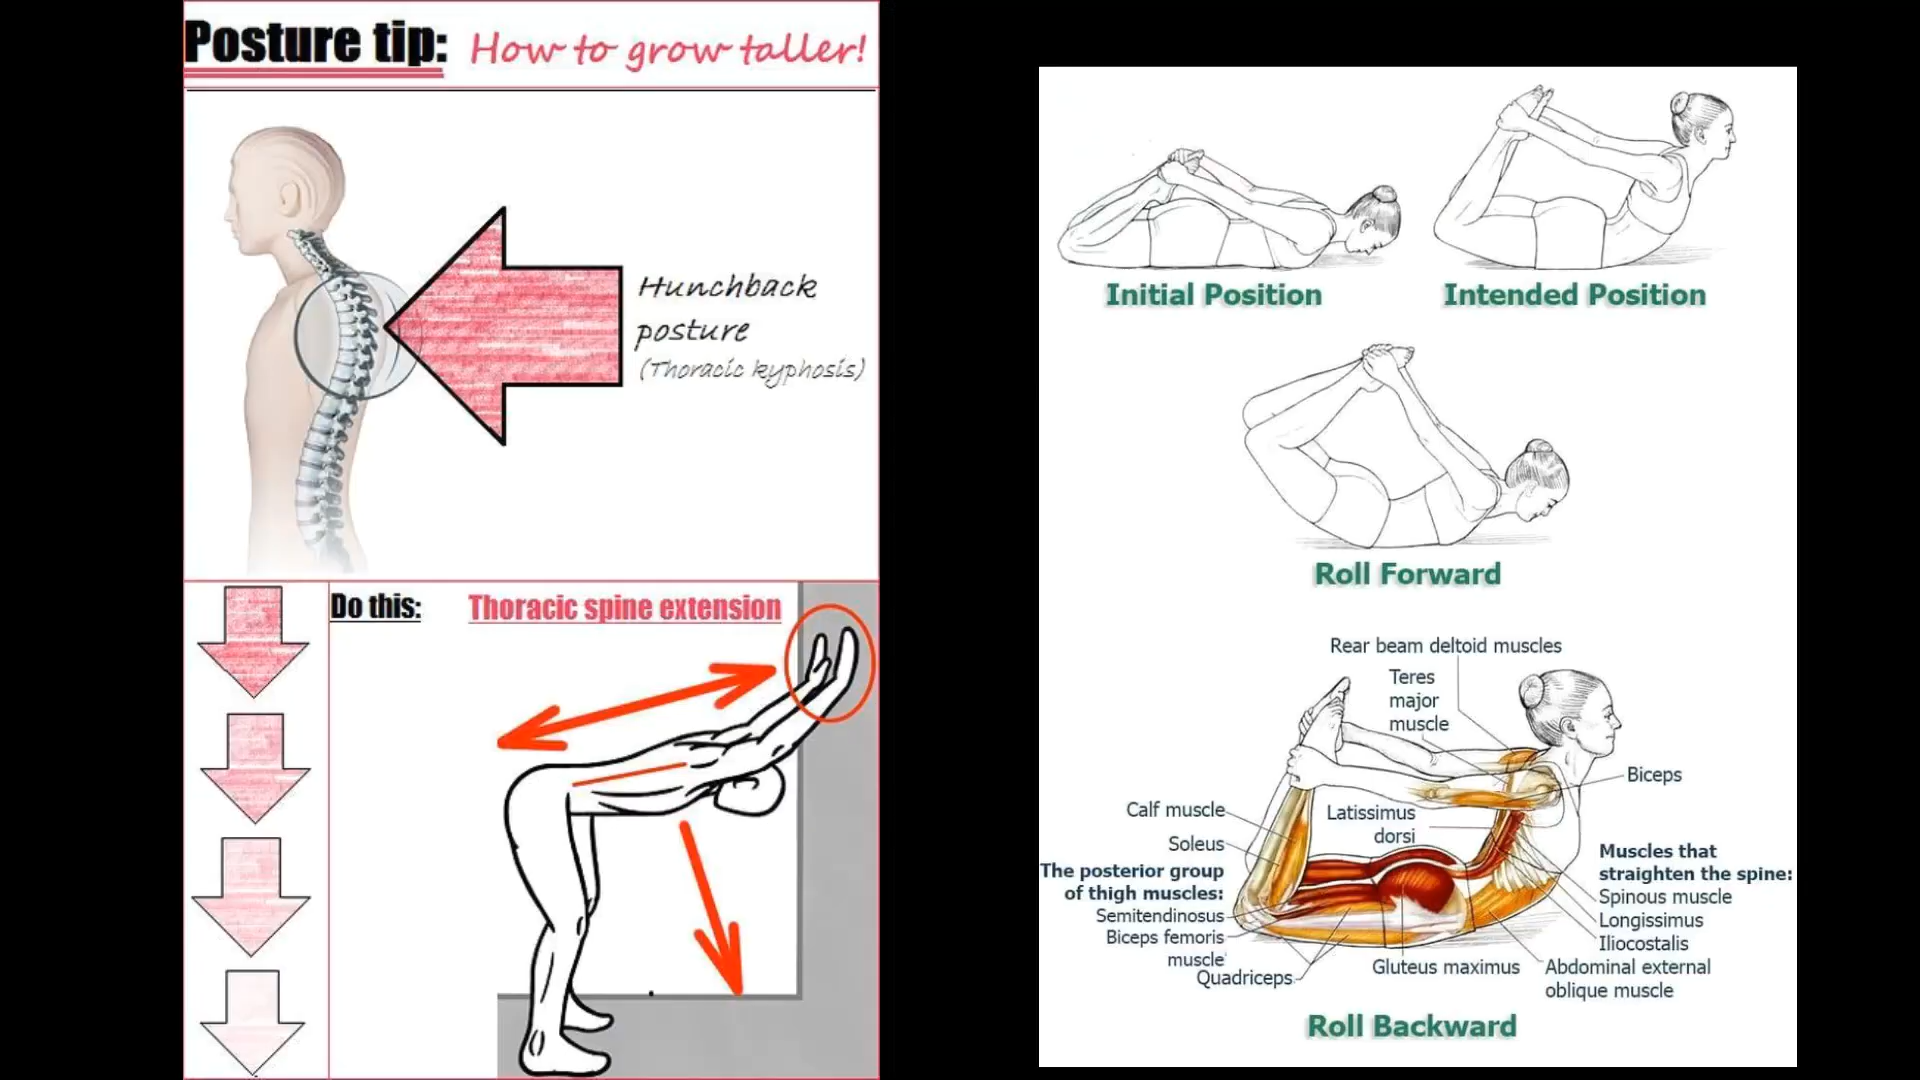 Posture tip: How to grow taller!
Hunchback
posture
(Thoracic kyphosis)
Do this: Thoracic spine extension
Initial Position
Intended Position
Roll Forward
Rear beam deltoid muscles
Teres
major
muscle
Biceps
Calf muscle
Latissimus
dorsi
Soleus
The posterior group
of thigh muscles:
Semitendinosus
Biceps femoris
muscle
Quadriceps
Gluteus maximus
Muscles that
straighten the spine:
Spinous muscle
Longissimus
Iliocostalis
Abdominal external
oblique muscle
Roll Backward